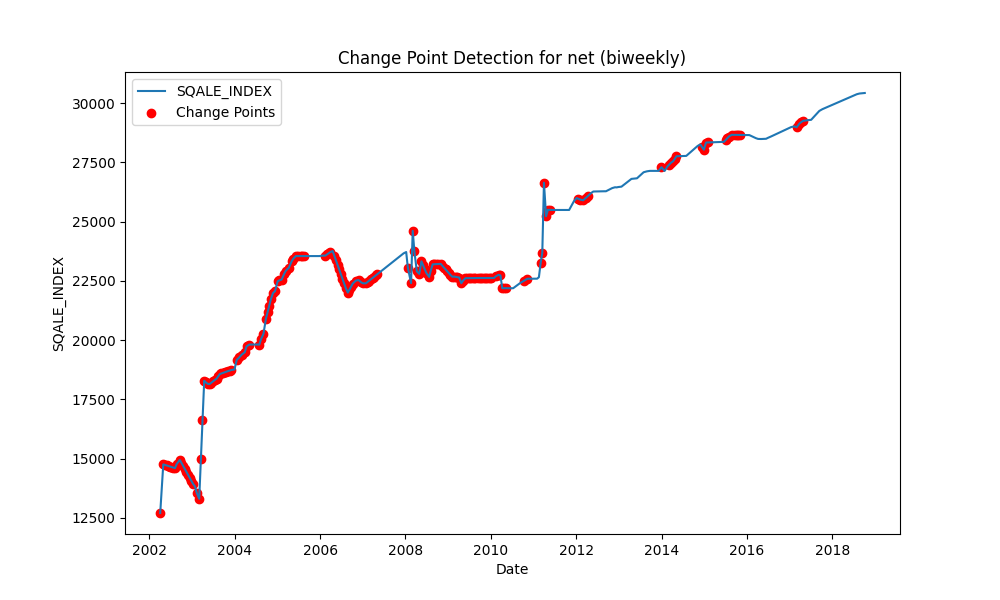 Change Point Detection for net (biweekly)
SQALE_INDEX
Change Points
30000
27500
25000
22500
20000
17500
15000
12500
SQALE_INDEX
2002 2004 2006 2008 2010 2012 2014 2016 2018
Date